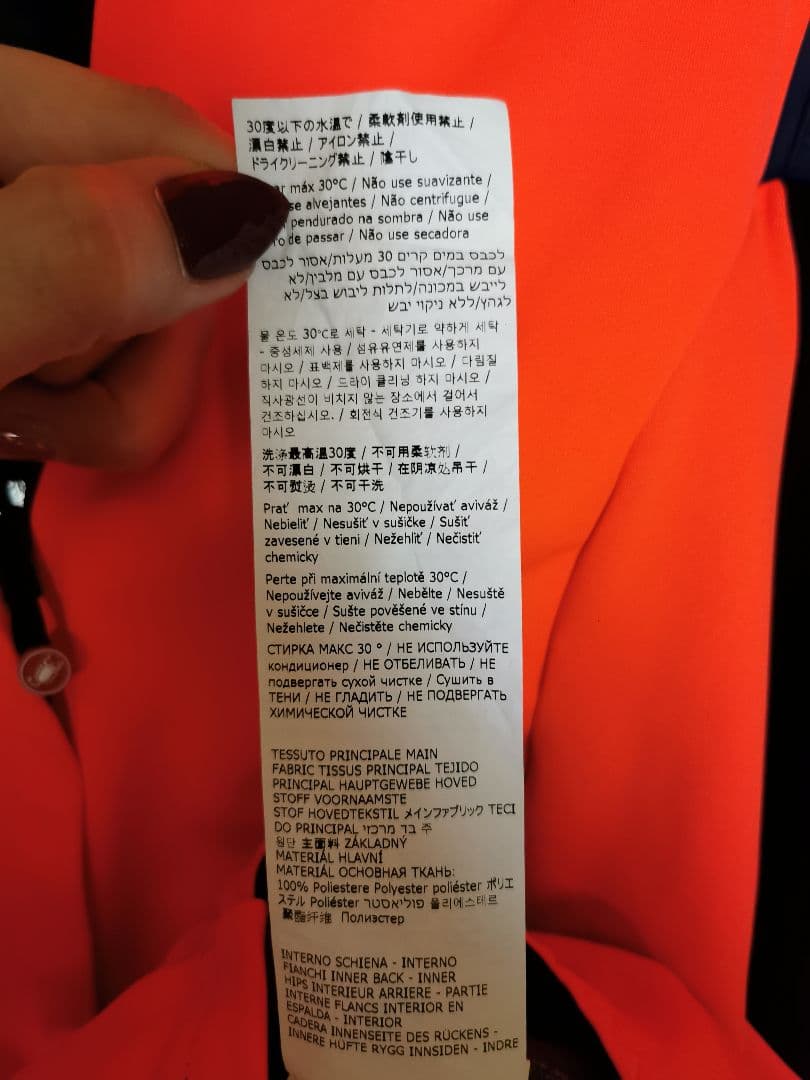 30度以下の水温で / 柔軟剤使用禁止 /
漂白禁止 / アイロン禁止 /
ドライクリーニング禁止 / 陰干し
máx 30°C / Não use suavizante /
alvejantes / Não centrifugue /
pendurado na sombra / Não use
de passar / Não use secadora
לכבס במים קרים 30 מעלות/אסור לכבס
עם מרכך/אסור לכבס עם מלבין/לא
לייבש במכונה/לתלות ליבוש בצל/לא
לגהץ/ללא ניקוי יבש
물 온도 30°C로 세탁 - 세탁기로 약하게 세탁
- 중성세제 사용 / 섬유유연제를 사용하지
마시오 / 표백제를 사용하지 마시오 / 다림질
하지 마시오 / 드라이 클리닝 하지 마시오 /
직사광선이 비치지 않는 장소에서 걸어서
건조하십시오. / 회전식 건조기를 사용하지
마시오
洗涤最高温30度 / 不可用柔软剂 /
不可漂白 / 不可烘干 / 在阴凉处吊干 /
不可熨烫 / 不可干洗
Prať max na 30°C / Nepoužívať aviváž /
Nebieliť / Nesušiť v sušičke / Sušiť
zavesené v tieni / Nežehliť / Nečistiť
chemicky
Perte při maximální teplotě 30°C /
Nepoužívejte aviváž / Nebělte / Nesuště
v sušičce / Sušte pověšené ve stínu /
Nežehlete / Nečistěte chemicky
СТИРКА МАКС 30 ° / НЕ ИСПОЛЬЗУЙТЕ
кондиционер / НЕ ОТБЕЛИВАТЬ / НЕ
подвергать сухой чистке / Сушить в
ТЕНИ / НЕ ГЛАДИТЬ / НЕ ПОДВЕРГАТЬ
ХИМИЧЕСКОЙ ЧИСТКЕ
TESSUTO PRINCIPALE MAIN
FABRIC TISSUS PRINCIPAL TEJIDO
PRINCIPAL HAUPTGEWEBE HOVED
STOFF VOORNAAMSTE
STOF HOVEDTEKSTIL メインファブリック TECI
DO PRINCIPAL בד מרכזי 주
원단 主面料 ZÁKLADNÝ
MATERIÁL HLAVNÍ
MATERIÁL ОСНОВНАЯ ТКАНЬ:
100% Poliestere Polyester poliéster ポリエ
ステル Poliéster פוליאסטר 폴리에스테르
聚酯纤维 Полиэстер
INTERNO SCHIENA - INTERNO
FIANCHI INNER BACK - INNER
HIPS INTERIEUR ARRIERE - PARTIE
INTERNE FLANCS INTERIOR EN
ESPALDA - INTERIOR
CADERA INNENSEITE DES RÜCKENS -
INNERE HÜFTE RYGG INNSIDEN - INDRE